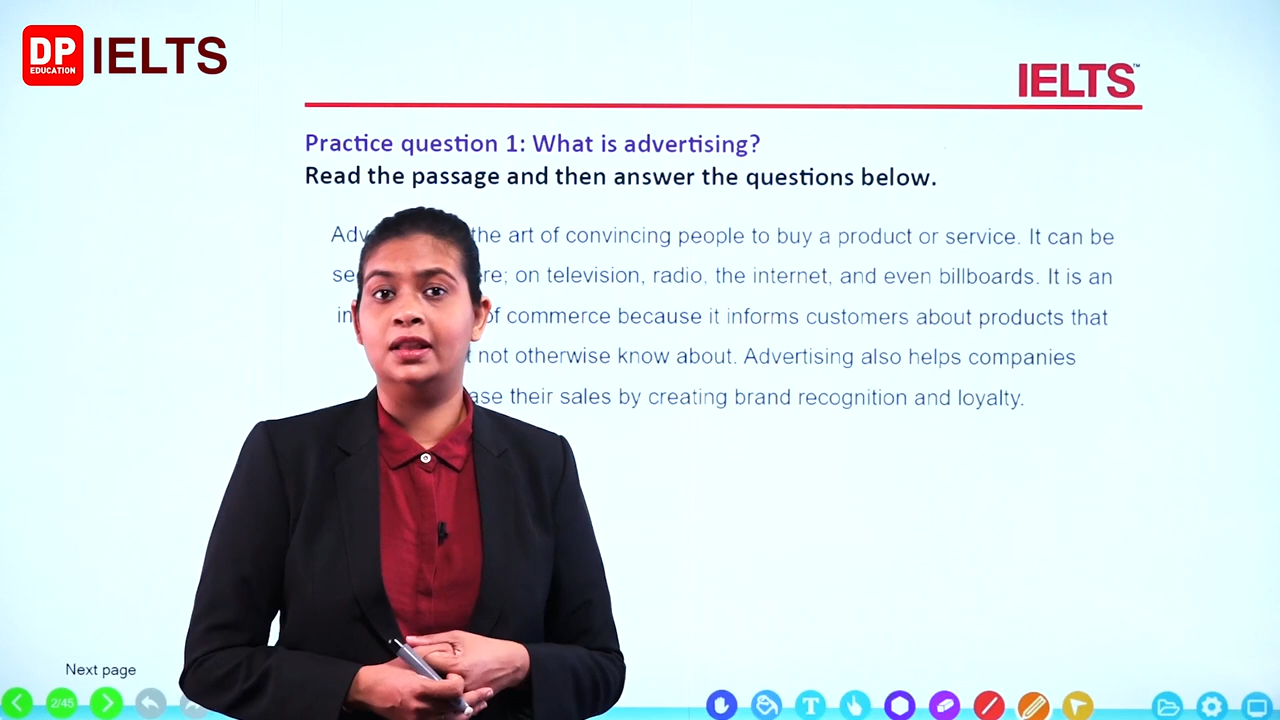 DP
EDUCATION
IELTS
IELTS™
Practice question 1: What is advertising?
Read the passage and then answer the questions below.
the art of convincing people to buy a product or service. It can be
on television, radio, the internet, and even billboards. It is an
of commerce because it informs customers about products that
not otherwise know about. Advertising also helps companies
their sales by creating brand recognition and loyalty.
Next page
2/45
T